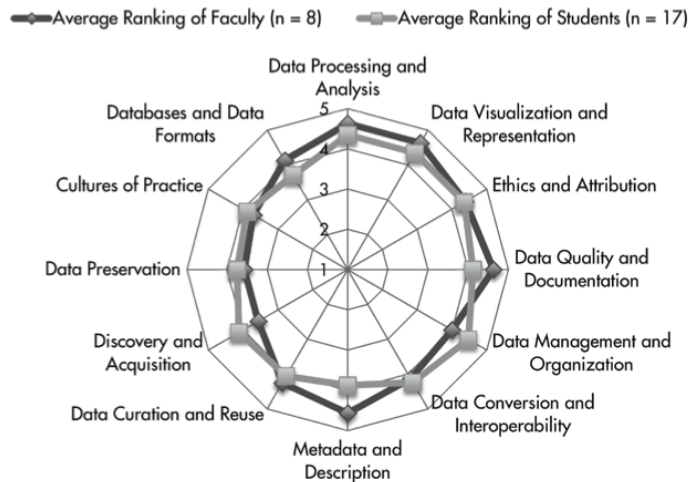 Average Ranking of Faculty (n = 8) Average Ranking of Students (n = 17)
Data Processing and
Analysis
Databases and Data
Formats
Data Visualization and
Representation
Cultures of Practice
Ethics and Attribution
Data Preservation
Data Quality and
Documentation
Discovery and
Acquisition
Data Management and
Organization
Data Curation and Reuse
Data Conversion and
Interoperability
Metadata and
Description
5
4
3
2
1